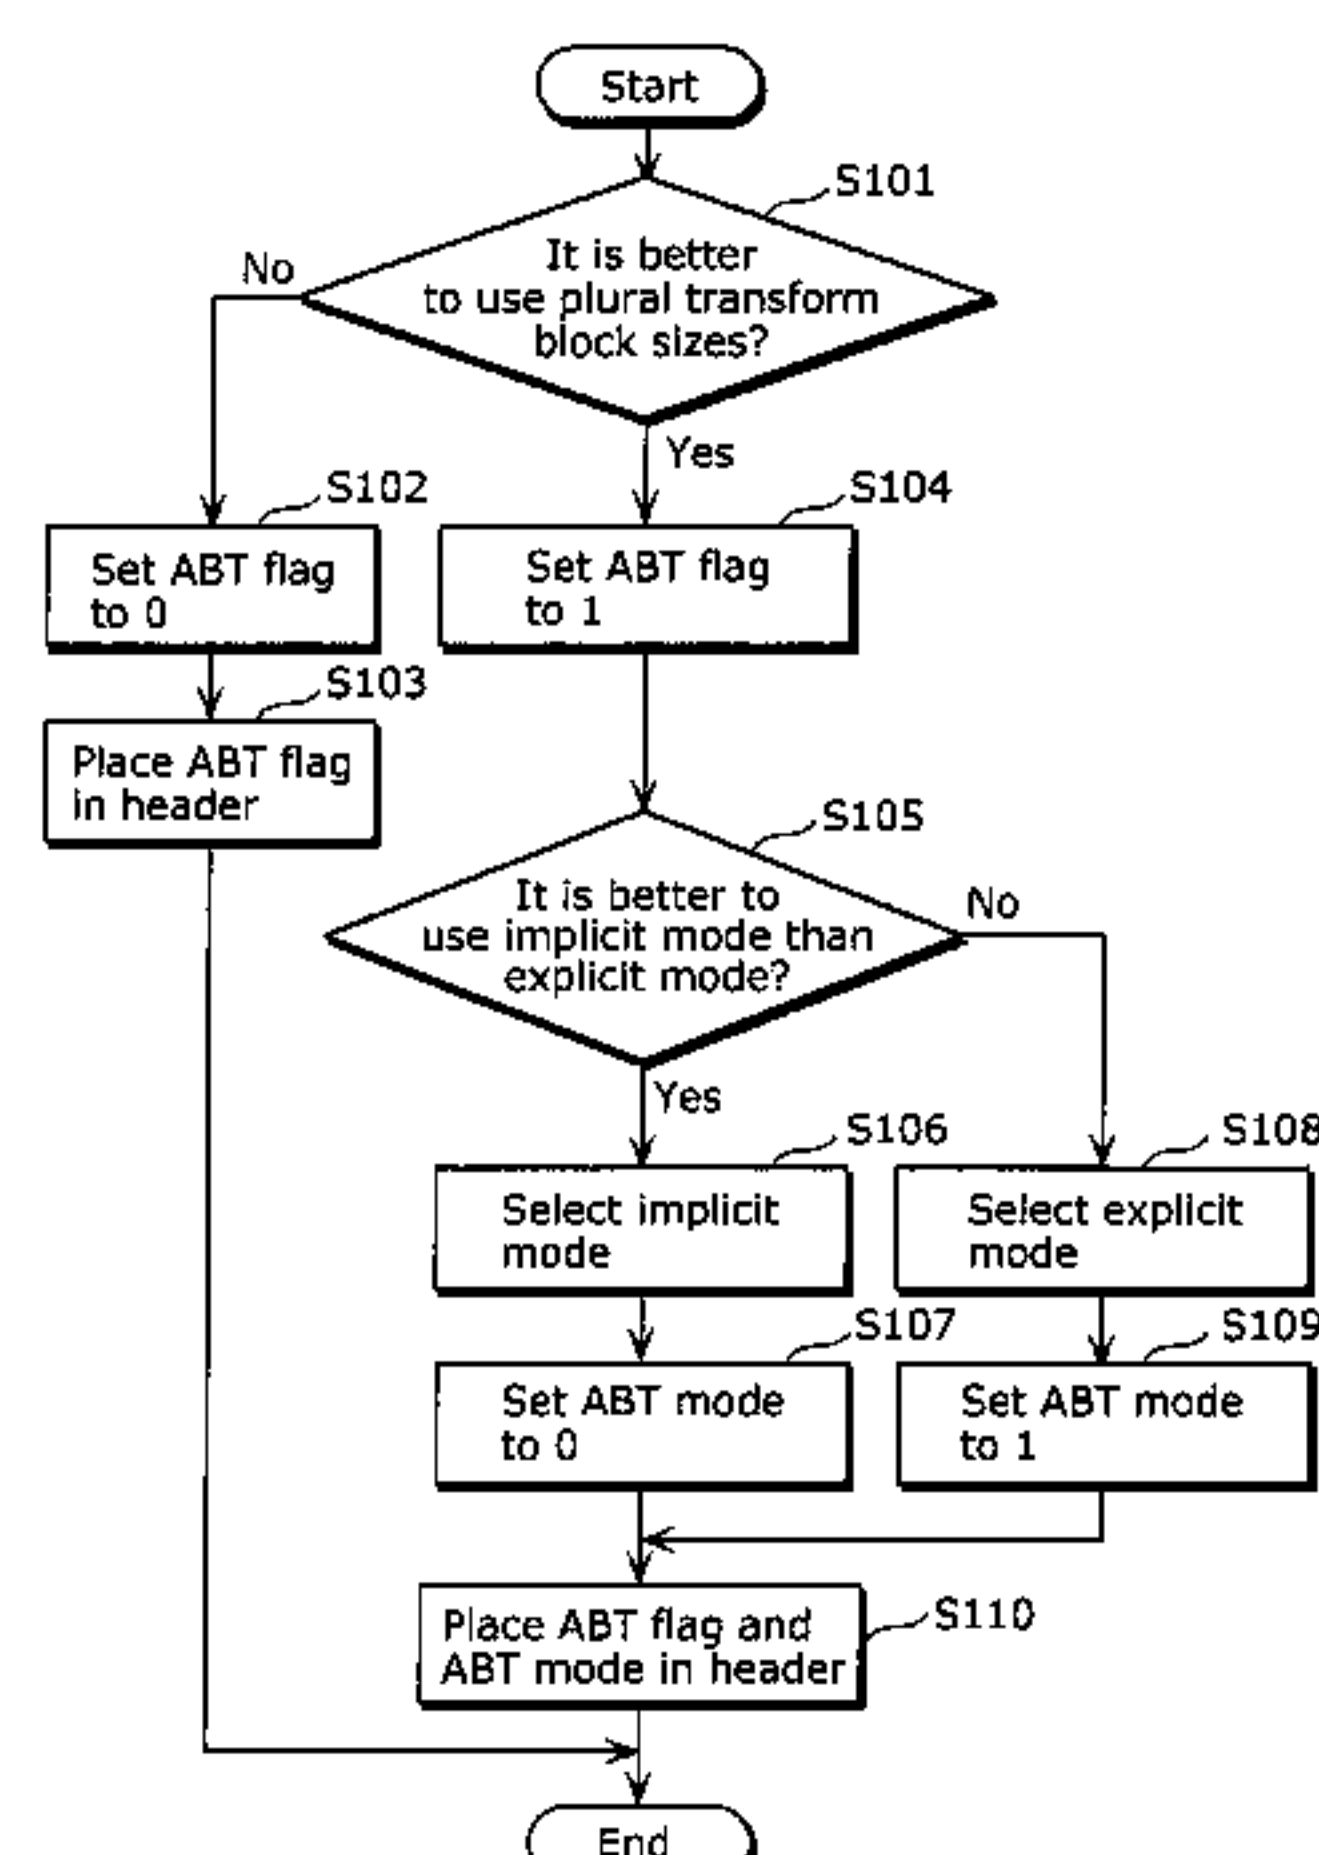 Start
S101
It is better
to use plural transform
block sizes?
No
Yes
S102
Set ABT flag
to 0
S104
Set ABT flag
to 1
S103
Place ABT flag
in header
S105
It is better to
use implicit mode than
explicit mode?
No
Yes
S106
Select implicit
mode
S108
Select explicit
mode
S107
Set ABT mode
to 0
S109
Set ABT mode
to 1
Place ABT flag and
ABT mode in header
S110
End